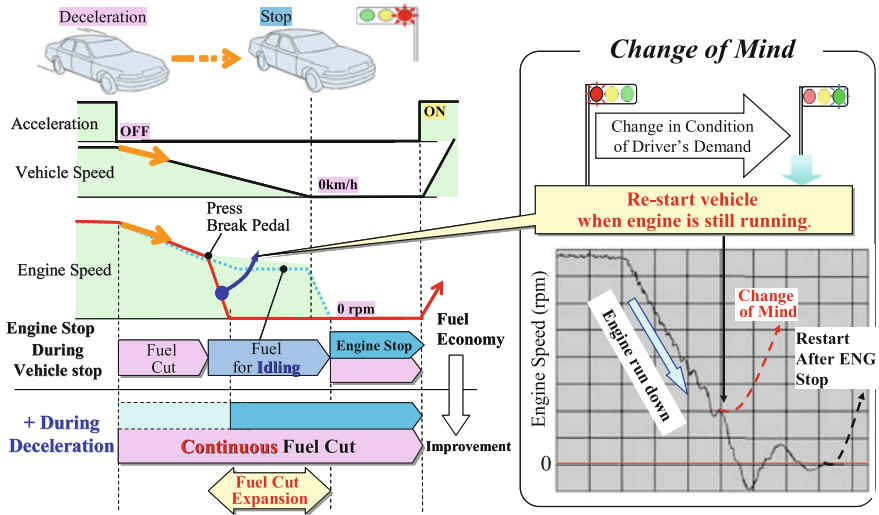 Deceleration
Stop
Acceleration
OFF
ON
Vehicle Speed
0km/h
Press
Break Pedal
Engine Speed
0 rpm
Engine Stop
During
Vehicle stop
Fuel
Cut
Fuel
for Idling
Engine Stop
Fuel
Economy
+ During
Deceleration
Continuous Fuel Cut
Improvement
Fuel Cut
Expansion
Change of Mind
Change in Condition
of Driver's Demand
Re-start vehicle
when engine is still running.
Engine Speed (rpm)
Engine run down
Change
of Mind
Restart
After ENG
Stop
0